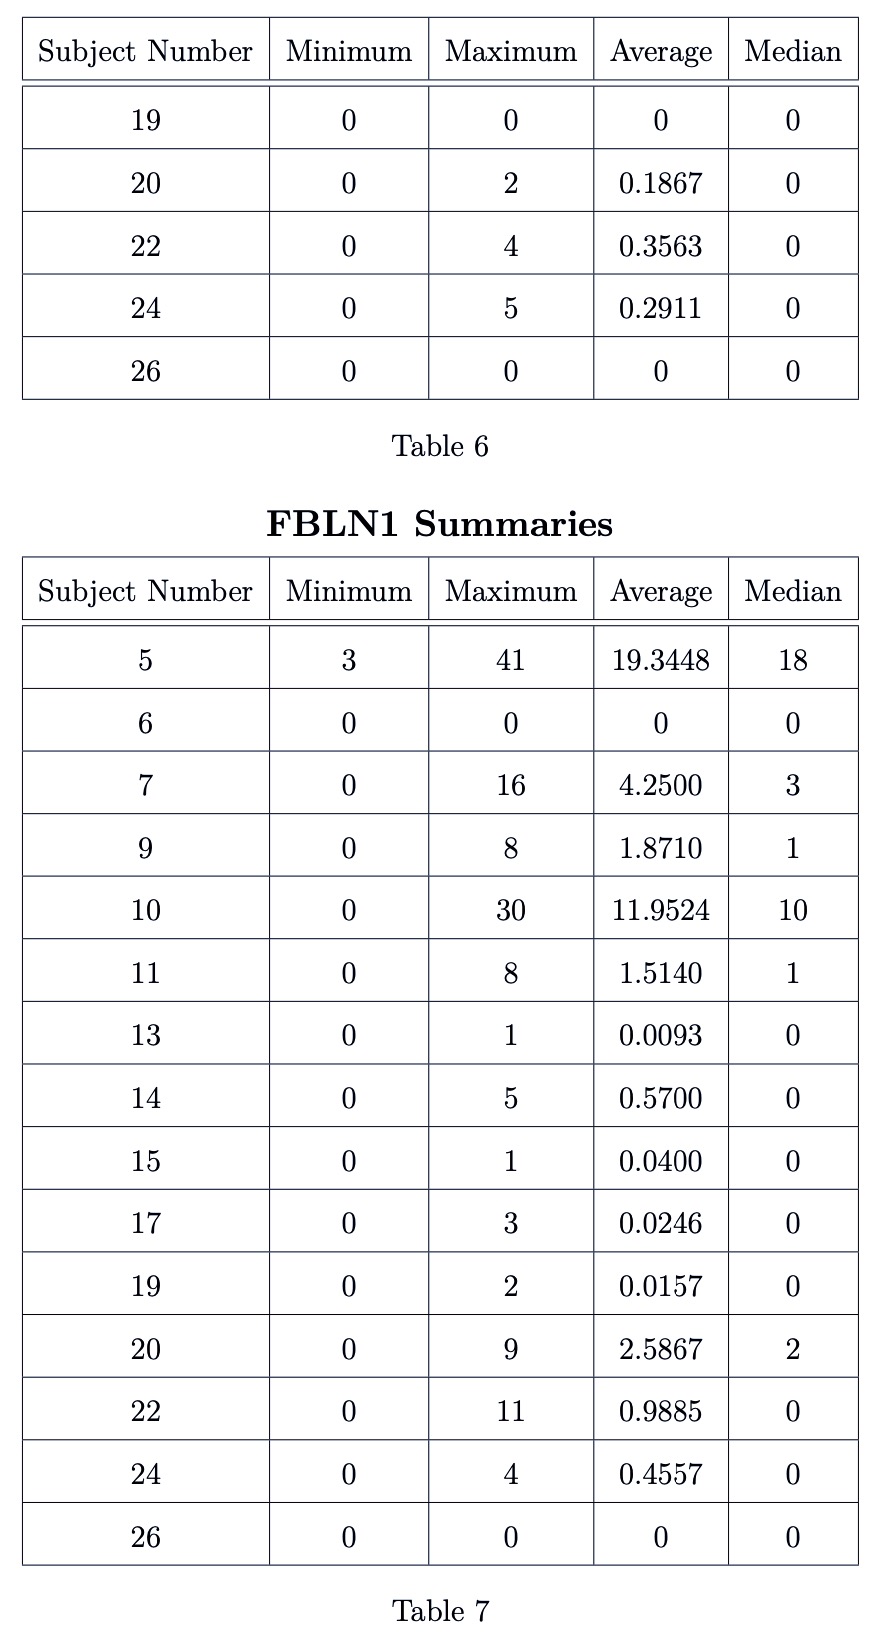 Subject Number Minimum Maximum Average Median
19 0 0 0 0
20 0 2 0.1867 0
22 0 4 0.3563 0
24 0 5 0.2911 0
26 0 0 0 0
Table 6
FBLN1 Summaries
Subject Number Minimum Maximum Average Median
5 3 41 19.3448 18
6 0 0 0 0
7 0 16 4.2500 3
9 0 8 1.8710 1
10 0 30 11.9524 10
11 0 8 1.5140 1
13 0 1 0.0093 0
14 0 5 0.5700 0
15 0 1 0.0400 0
17 0 3 0.0246 0
19 0 2 0.0157 0
20 0 9 2.5867 2
22 0 11 0.9885 0
24 0 4 0.4557 0
26 0 0 0 0
Table 7